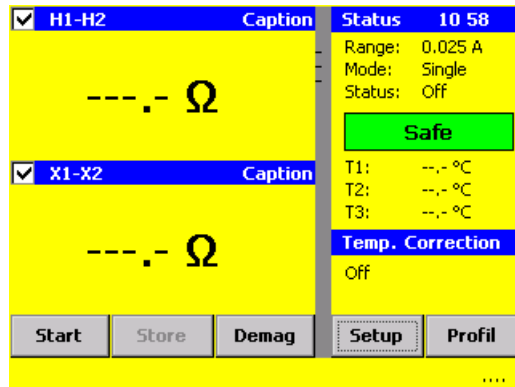 H1-H2 Caption
---.- Ω
X1-X2 Caption
---.- Ω
Start Store Demag
Status 10 58
Range: 0.025 A
Mode: Single
Status: Off
Safe
T1: --.- °C
T2: --.- °C
T3: --.- °C
Temp. Correction
Off
Setup Profil
....